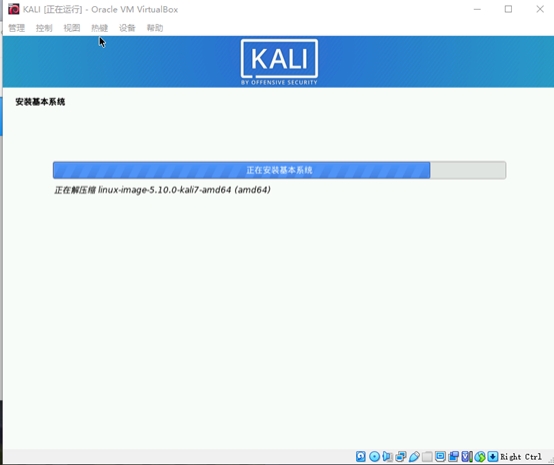 KALI [正在运行] - Oracle VM VirtualBox
管理 控制 视图 热键 设备 帮助
KALI
BY OFFENSIVE SECURITY
安装基本系统
正在安装基本系统
正在解压缩 linux-image-5.10.0-kali7-amd64 (amd64)
Right Ctrl